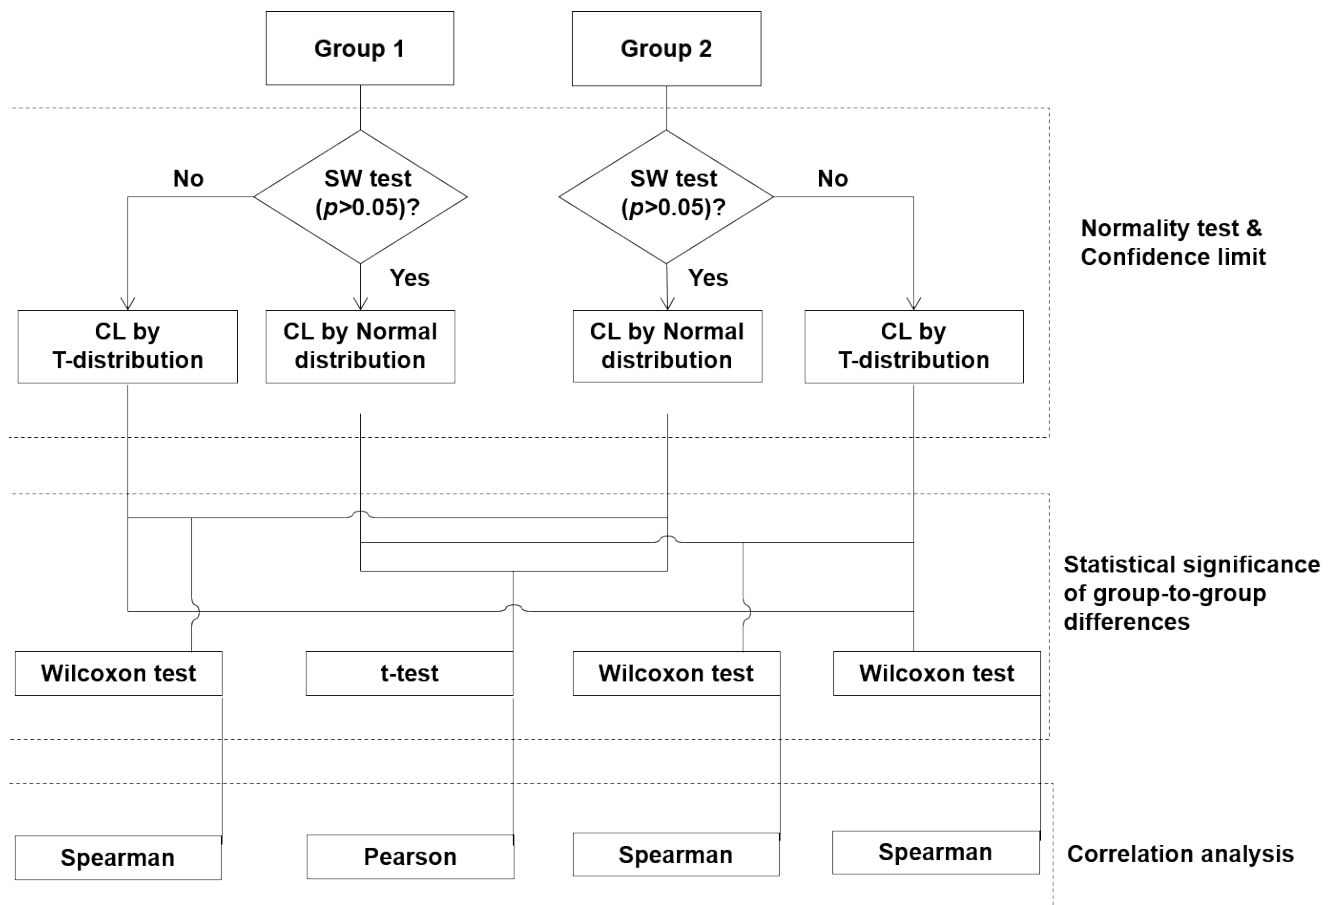 Group 1
Group 2
No
SW test
(p>0.05)?
SW test
(p>0.05)?
No
Normality test &
Confidence limit
Yes
Yes
CL by
T-distribution
CL by Normal
distribution
CL by Normal
distribution
CL by
T-distribution
Statistical significance
of group-to-group
differences
Wilcoxon test
t-test
Wilcoxon test
Wilcoxon test
Spearman
Pearson
Spearman
Spearman
Correlation analysis